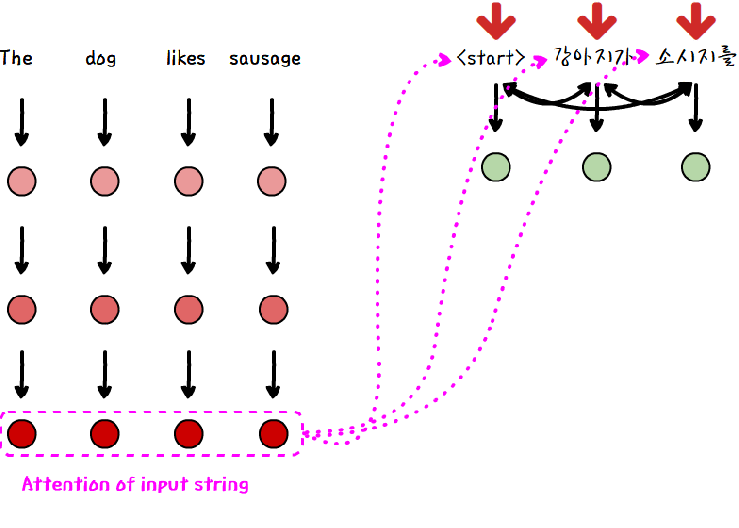 The dog likes sausage
<start> 강아지가 소시지를
Attention of input string